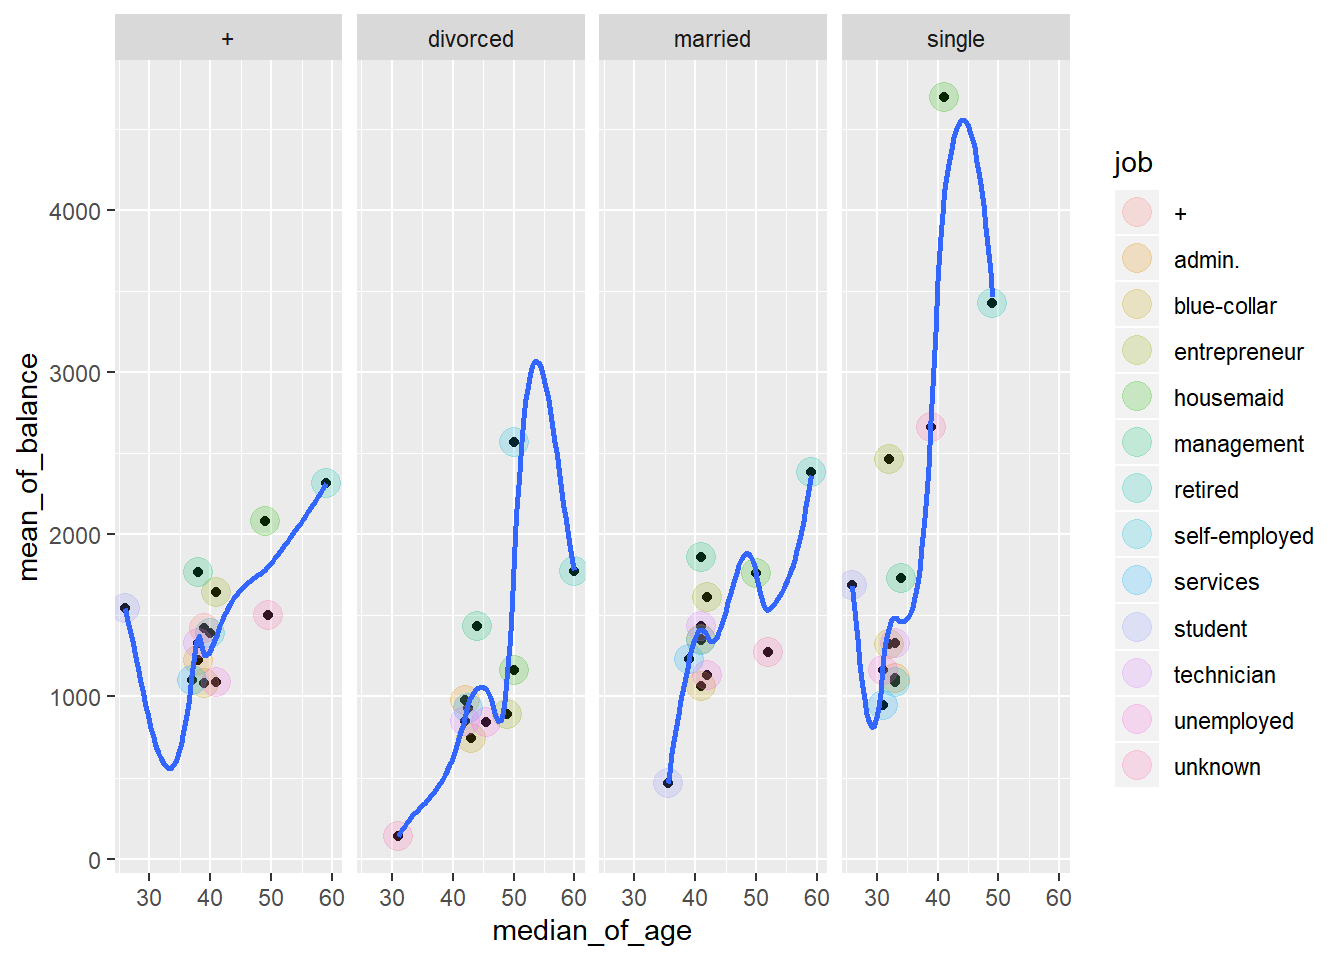 + divorced married single
mean_of_balance
4000
3000
2000
1000
0
30 40 50 60 30 40 50 60 30 40 50 60 30 40 50 60
median_of_age
job
+
admin.
blue-collar
entrepreneur
housemaid
management
retired
self-employed
services
student
technician
unemployed
unknown